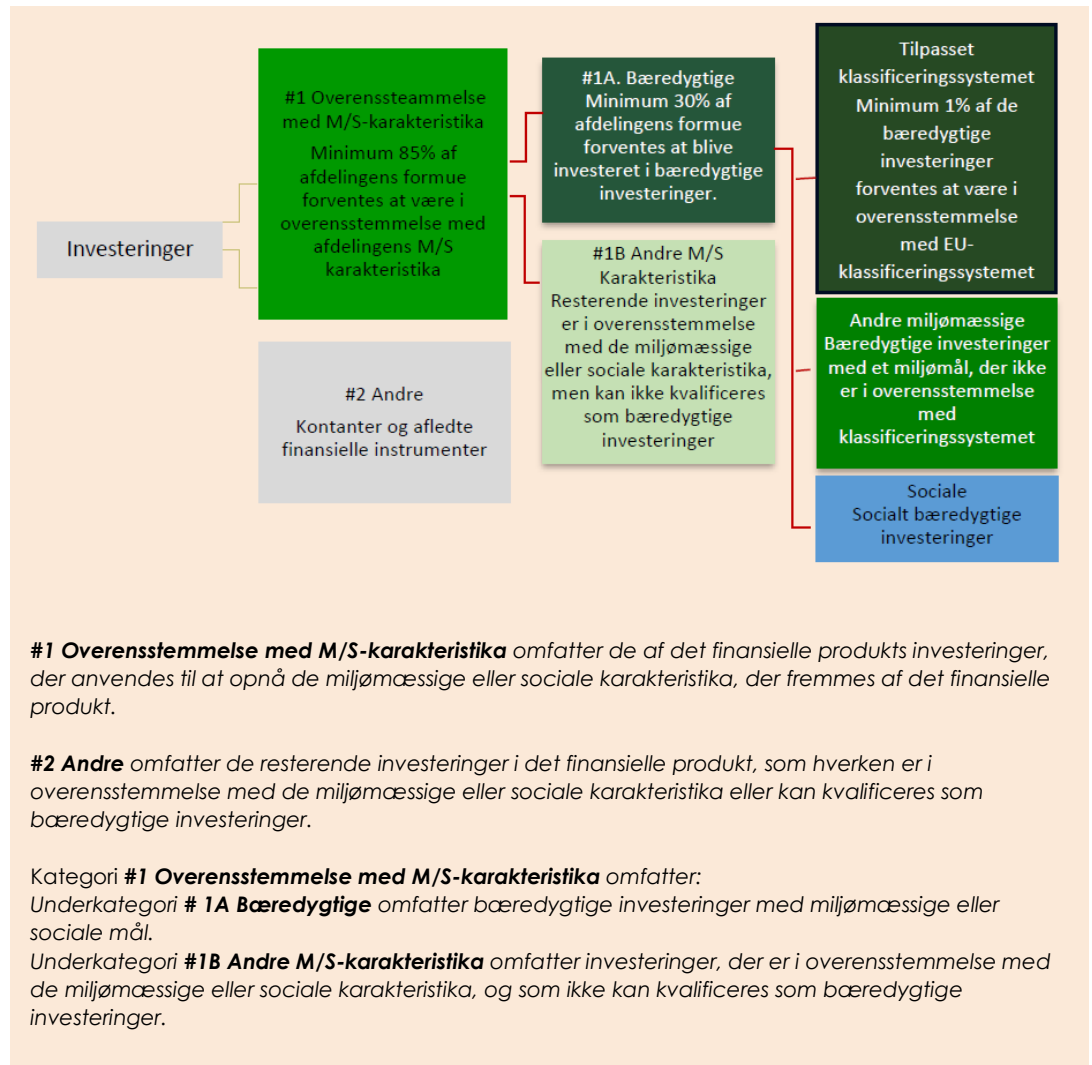 Investeringer
#1 Overenssteammelse
med M/S-karakteristika
Minimum 85% af
afdelingens formue
forventes at være i
overensstemmelse med
afdelingens M/S
karakteristika
#2 Andre
Kontanter og afledte
finansielle instrumenter
#1A. Bæredygtige
Minimum 30% af
afdelingens formue
forventes at blive
investeret i bæredygtige
investeringer.
#1B Andre M/S
Karakteristika
Resterende investeringer
er i overensstemmelse
med de miljømæssige
eller sociale karakteristika,
men kan ikke kvalificeres
som bæredygtige
investeringer
Tilpasset
klassificeringssystemet
Minimum 1% af de
bæredygtige
investeringer
forventes at være i
overensstemmelse
med EU-
klassificeringssystemet
Andre miljømæssige
Bæredygtige investeringer
med et miljømål, der ikke
er i overensstemmelse
med
klassificeringssystemet
Sociale
Socialt bæredygtige
investeringer
#1 Overensstemmelse med M/S-karakteristika omfatter de af det finansielle produkts investeringer,
der anvendes til at opnå de miljømæssige eller sociale karakteristika, der fremmes af det finansielle
produkt.
#2 Andre omfatter de resterende investeringer i det finansielle produkt, som hverken er i
overensstemmelse med de miljømæssige eller sociale karakteristika eller kan kvalificeres som
bæredygtige investeringer.
Kategori #1 Overensstemmelse med M/S-karakteristika omfatter:
Underkategori # 1A Bæredygtige omfatter bæredygtige investeringer med miljømæssige eller
sociale mål.
Underkategori #1B Andre M/S-karakteristika omfatter investeringer, der er i overensstemmelse med
de miljømæssige eller sociale karakteristika, og som ikke kan kvalificeres som bæredygtige
investeringer.